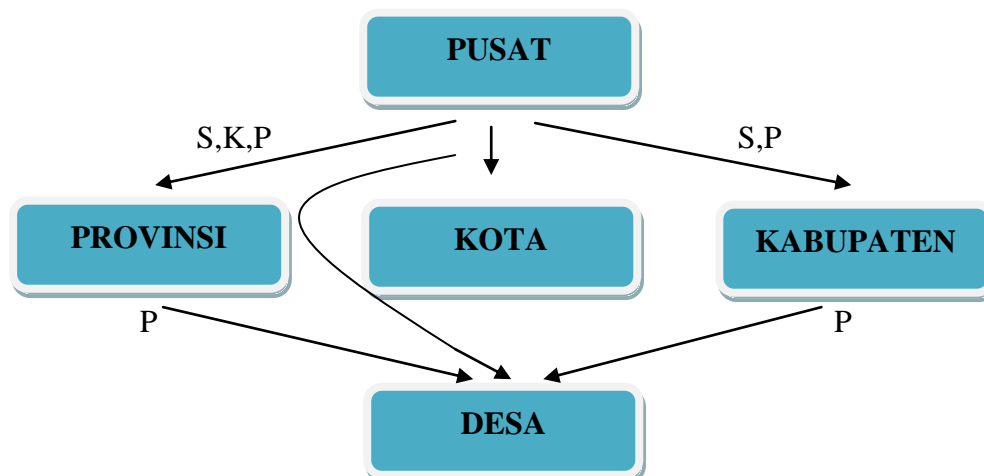 PUSAT
S,K,P
S,P
PROVINSI
KOTA
KABUPATEN
P
P
DESA